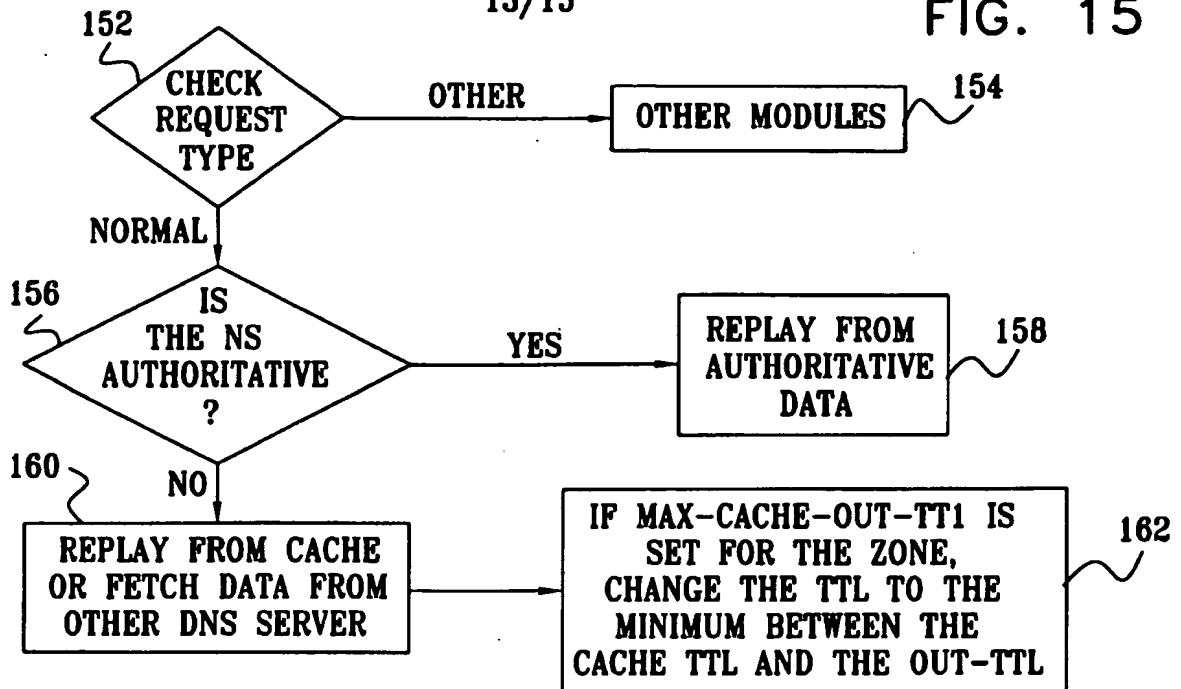 15/15
FIG. 15
152
CHECK
REQUEST
TYPE
OTHER
OTHER MODULES
154
NORMAL
156
IS
THE NS
AUTHORITATIVE
?
YES
REPLAY FROM
AUTHORITATIVE
DATA
158
160
NO
REPLAY FROM CACHE
OR FETCH DATA FROM
OTHER DNS SERVER
IF MAX-CACHE-OUT-TT1 IS
SET FOR THE ZONE,
CHANGE THE TTL TO THE
MINIMUM BETWEEN THE
CACHE TTL AND THE OUT-TTL
162